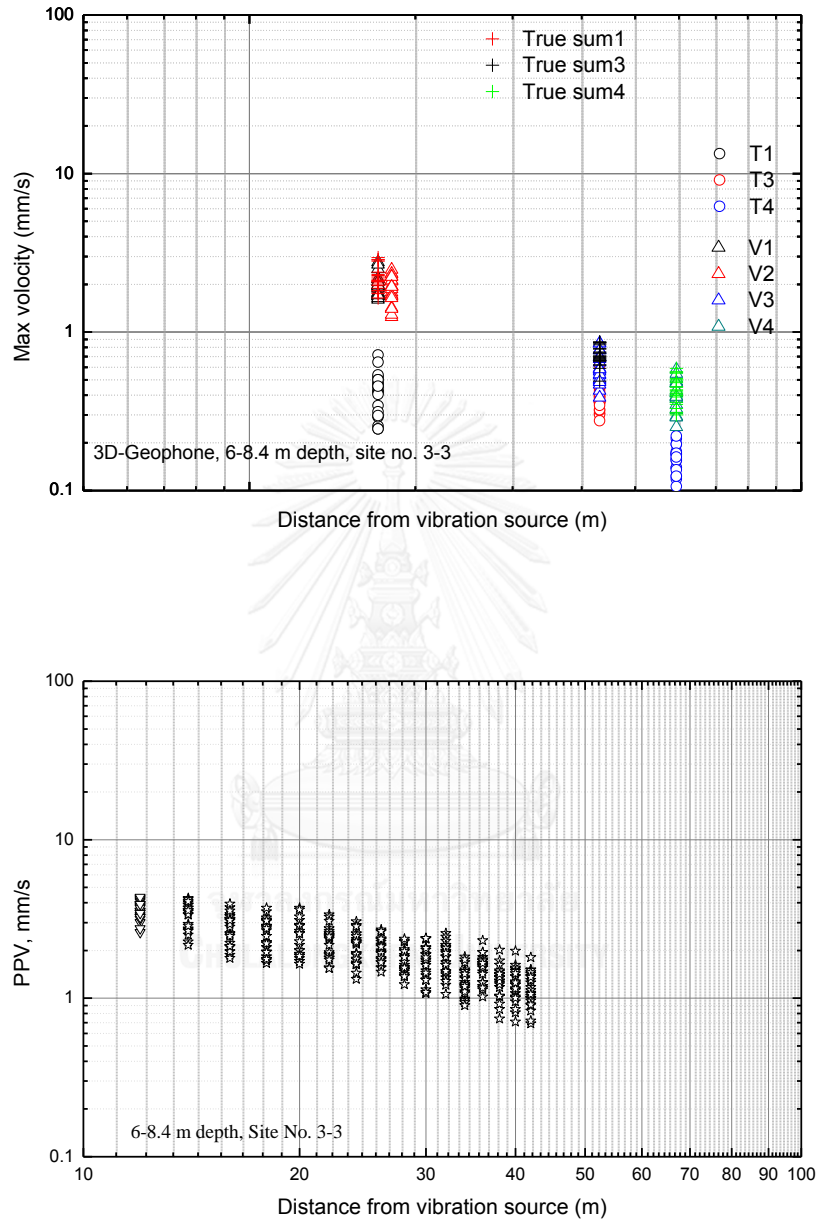 100
True sum1
True sum3
True sum4
T1
10
T3
T4
V1
V2
V3
V4
Max volocity (mm/s)
1
3D-Geophone, 6-8.4 m depth, site no. 3-3
0.1
Distance from vibration source (m)
100
10
PPV, mm/s
1
6-8.4 m depth, Site No. 3-3
0.1
10 20 30 40 50 60 70 80 90 100
Distance from vibration source (m)